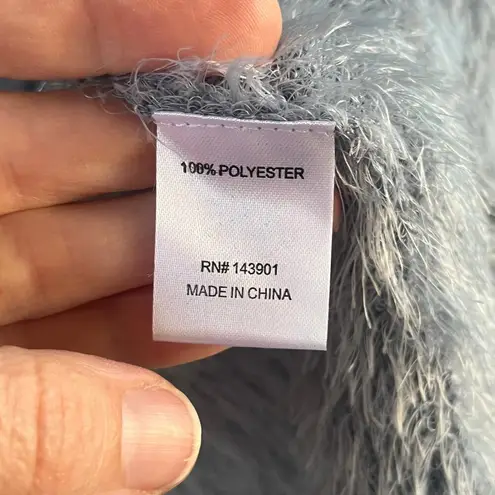 100% POLYESTER
RN# 143901
MADE IN CHINA